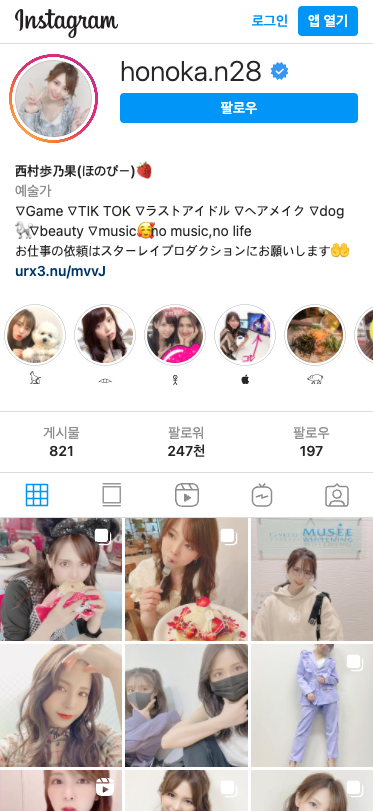 Instagram
로그인
앱 열기
honoka.n28
팔로우
西村歩乃果(ほのぴー)🍓
예술가
▽Game ▽TIK TOK ▽ラストアイドル ▽ヘアメイク ▽dog
🐩▽beauty ▽music🥰no music,no life
お仕事の依頼はスターレイプロダクションにお願いします🤲
urx3.nu/mvvJ
게시물 팔로워 팔로우
821 247천 197
MUSÉE
WHITENING